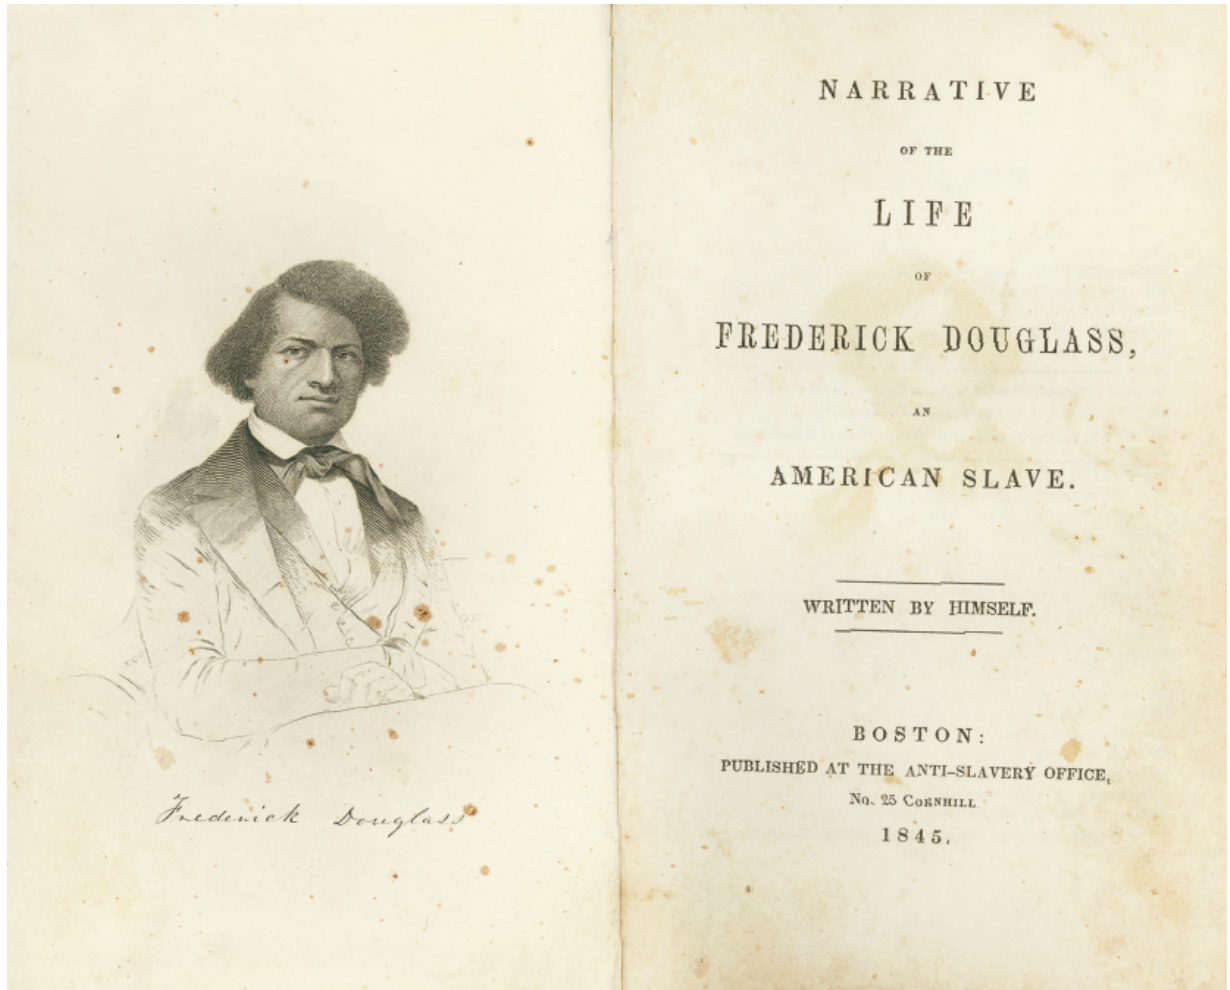 Frederick Douglass
NARRATIVE
OF THE
LIFE
OF
FREDERICK DOUGLASS,
AN
AMERICAN SLAVE.
WRITTEN BY HIMSELF.
BOSTON:
PUBLISHED AT THE ANTI-SLAVERY OFFICE,
No. 25 CORNHILL
1845.